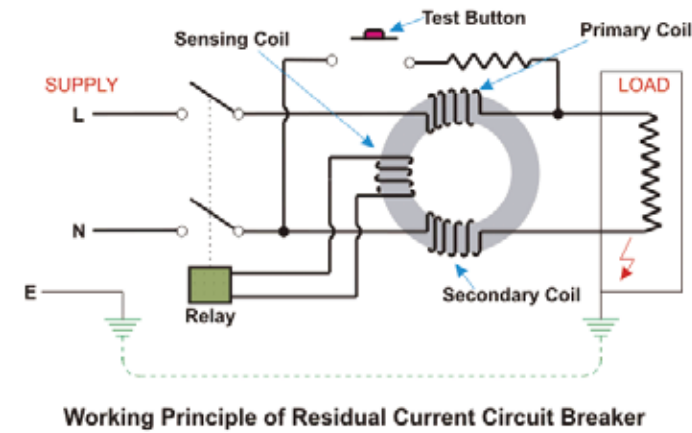 Test Button
Primary Coil
Sensing Coil
SUPPLY
LOAD
L
N
E
Secondary Coil
Relay
Working Principle of Residual Current Circuit Breaker